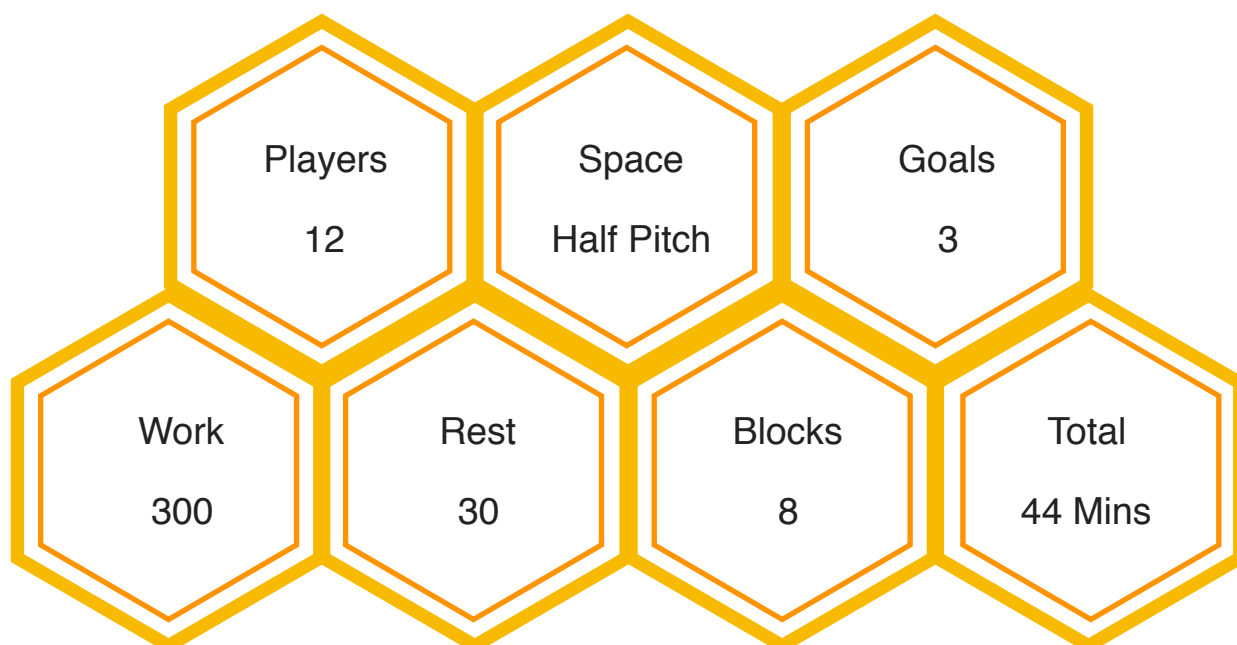 Players
12
Space
Half Pitch
Goals
3
Work
300
Rest
30
Blocks
8
Total
44 Mins